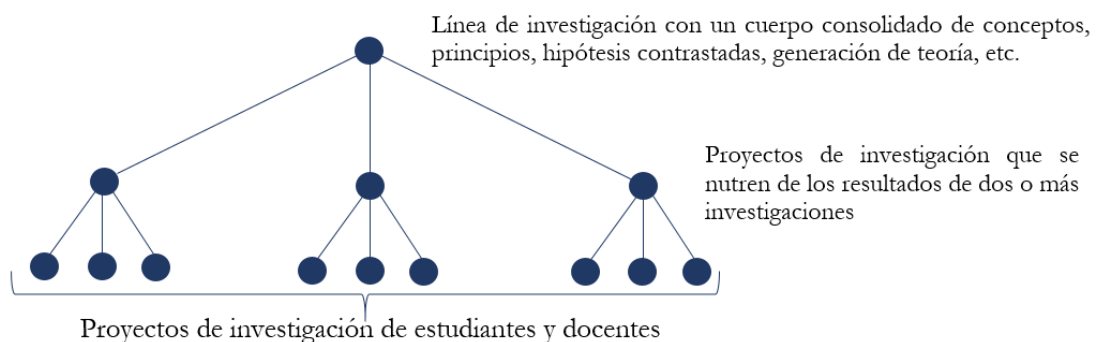 Línea de investigación con un cuerpo consolidado de conceptos,
principios, hipótesis contrastadas, generación de teoría, etc.
Proyectos de investigación que se
nutren de los resultados de dos o más
investigaciones
Proyectos de investigación de estudiantes y docentes